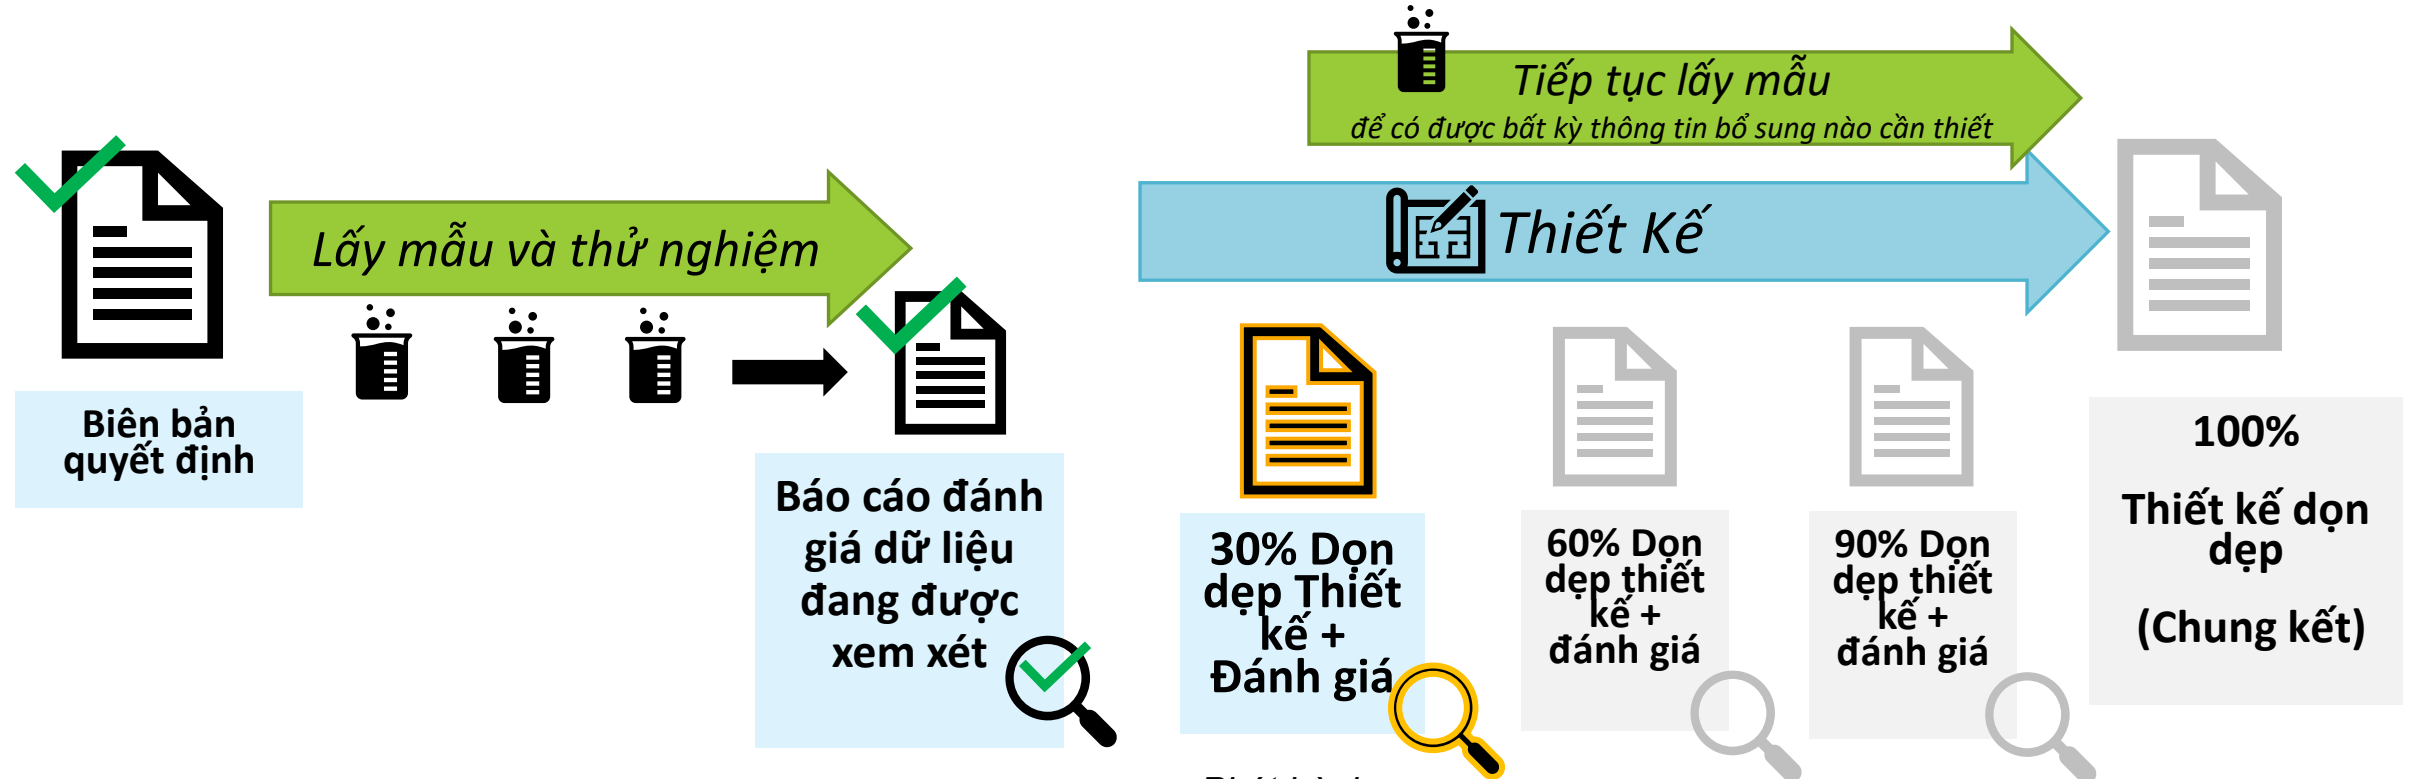 Tiếp tục lấy mẫu
để có được bất kỳ thông tin bổ sung nào cần thiết
Lấy mẫu và thử nghiệm
Thiết Kế
Biên bản
quyết định
Báo cáo đánh
giá dữ liệu
đang được
xem xét
30% Dọn
dẹp Thiết
kế +
Đánh giá
60% Dọn
dẹp thiết
kế +
đánh giá
90% Dọn
dẹp thiết
kế +
đánh giá
100%
Thiết kế dọn
dẹp
(Chung kết)